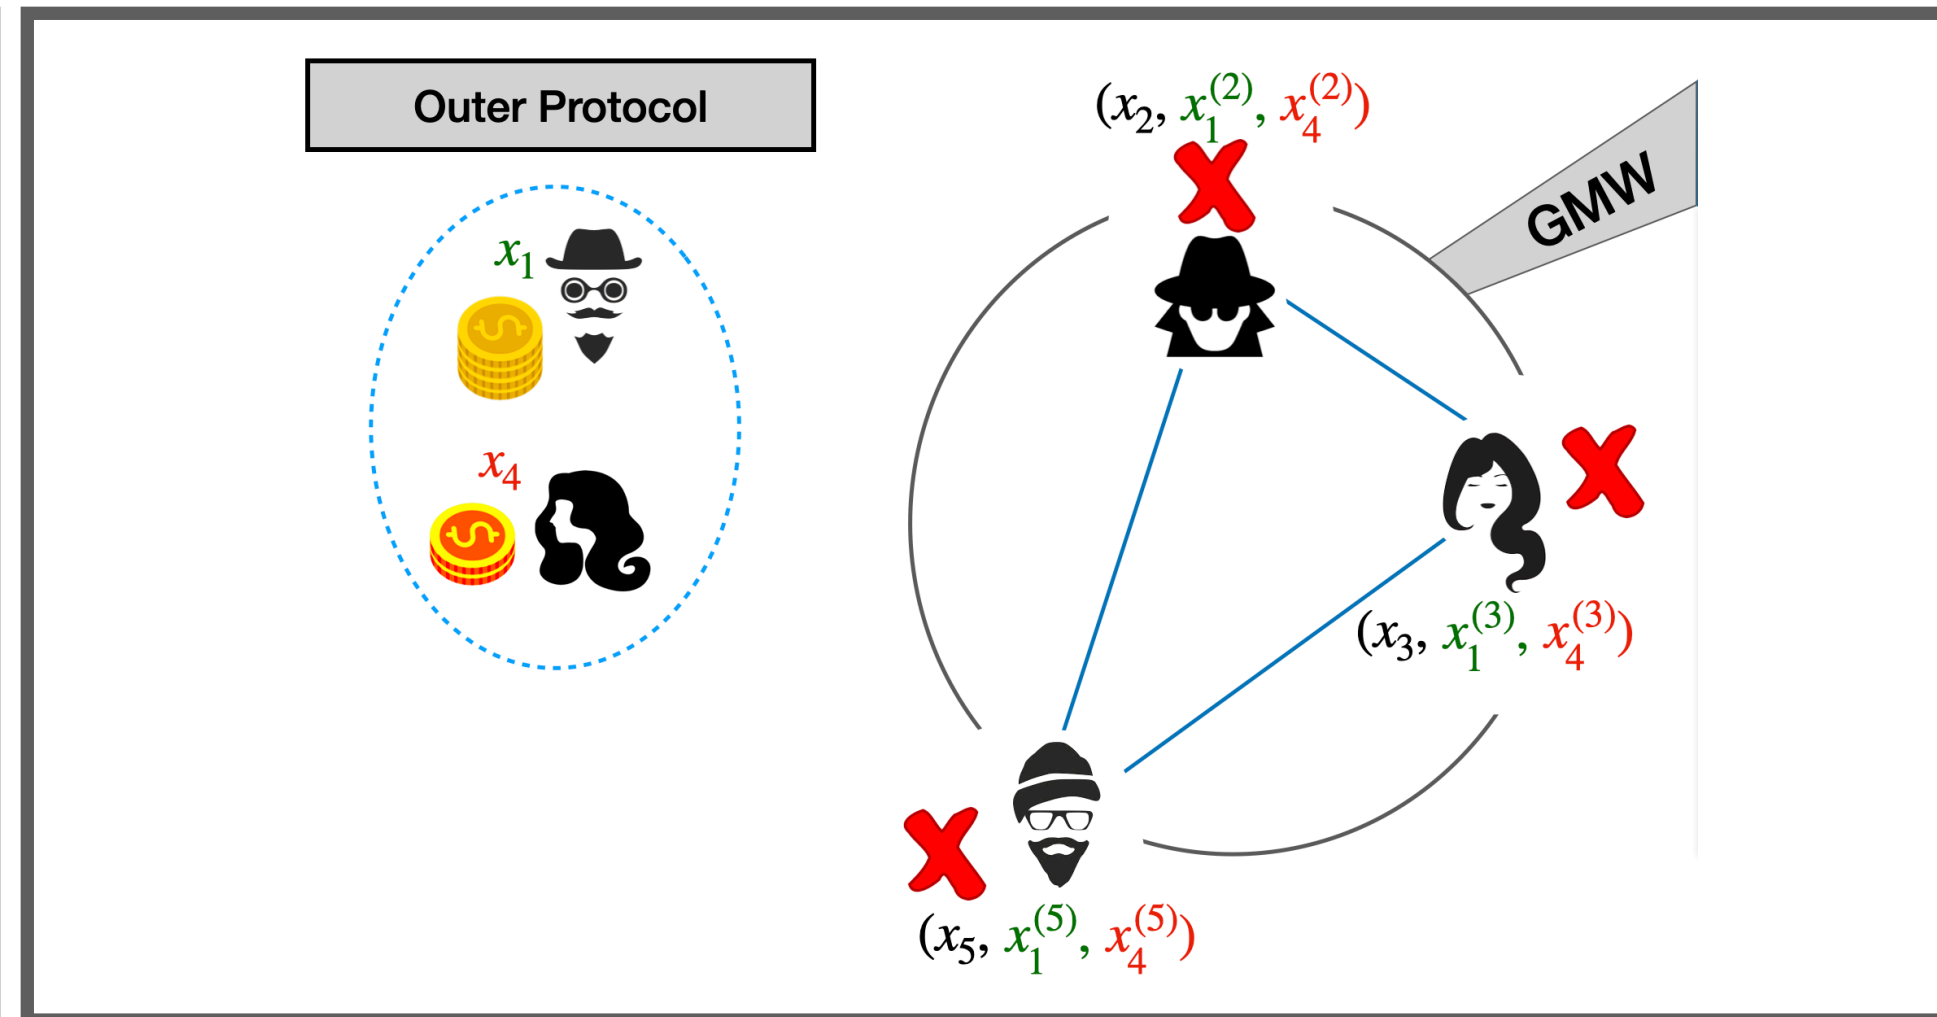 Outer Protocol
(x₂, x₁⁽²⁾, x₄⁽²⁾)
GMW
x₁
x₄
(x₃, x₁⁽³⁾, x₄⁽³⁾)
(x₅, x₁⁽⁵⁾, x₄⁽⁵⁾)